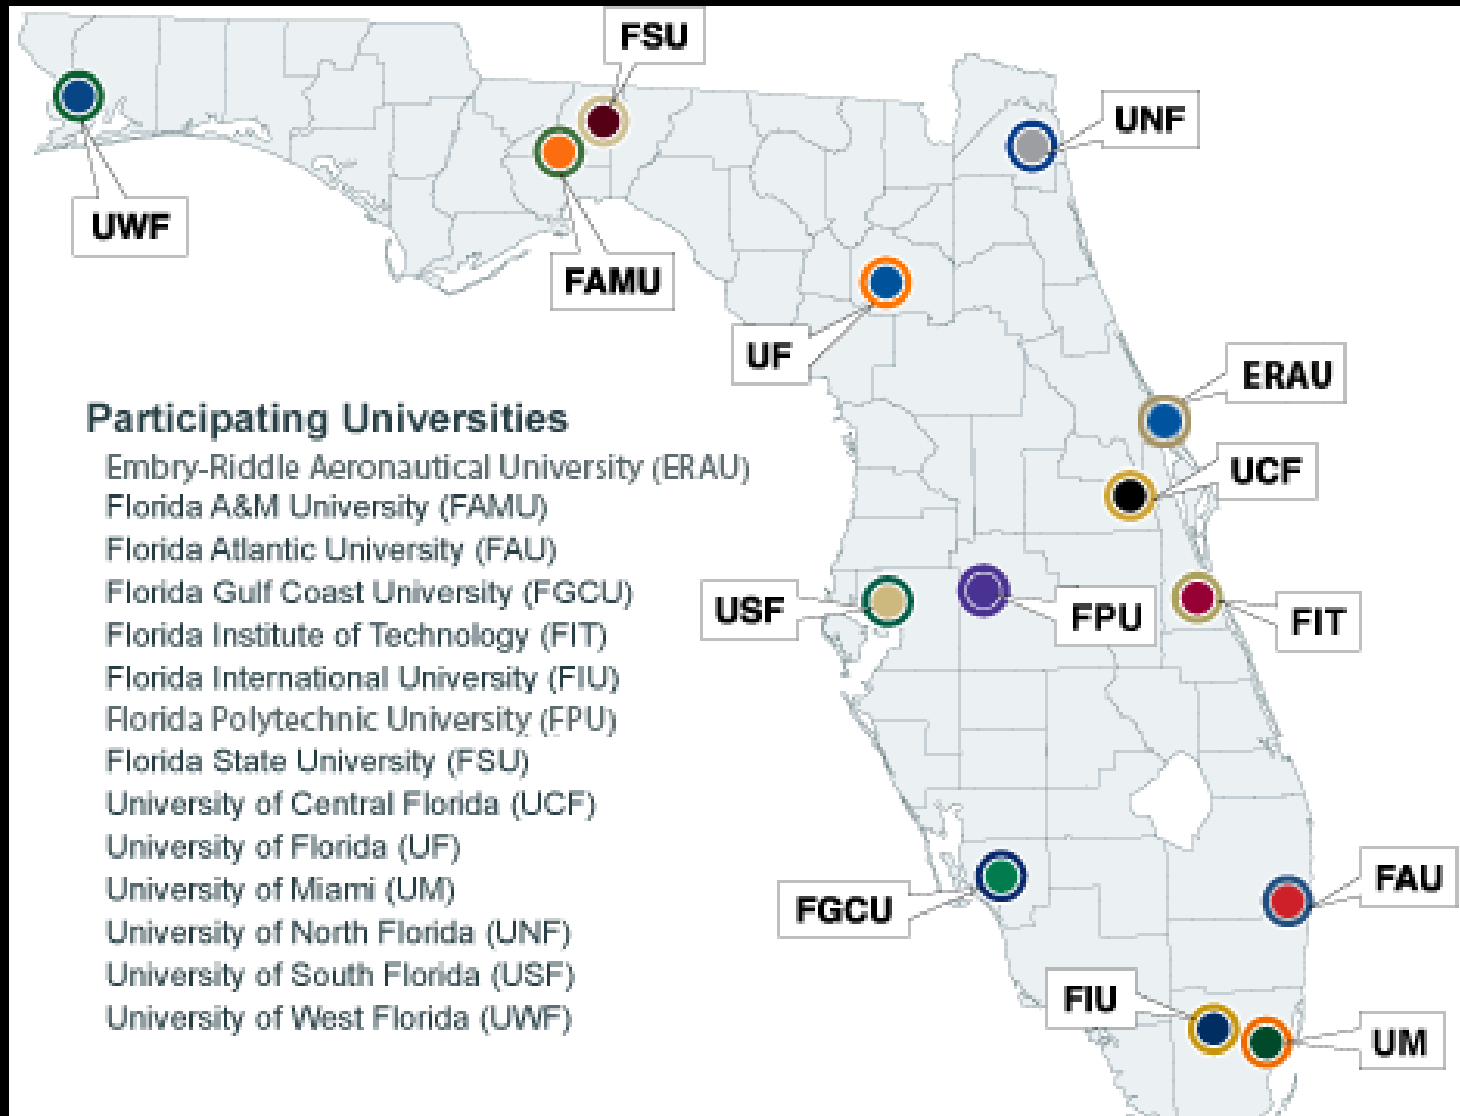 FSU
UNF
UWF
FAMU
UF
ERAU
UCF
USF
FPU
FIT
FGCU
FAU
FIU
UM
Participating Universities
Embry-Riddle Aeronautical University (ERAU)
Florida A&M University (FAMU)
Florida Atlantic University (FAU)
Florida Gulf Coast University (FGCU)
Florida Institute of Technology (FIT)
Florida International University (FIU)
Florida Polytechnic University (FPU)
Florida State University (FSU)
University of Central Florida (UCF)
University of Florida (UF)
University of Miami (UM)
University of North Florida (UNF)
University of South Florida (USF)
University of West Florida (UWF)